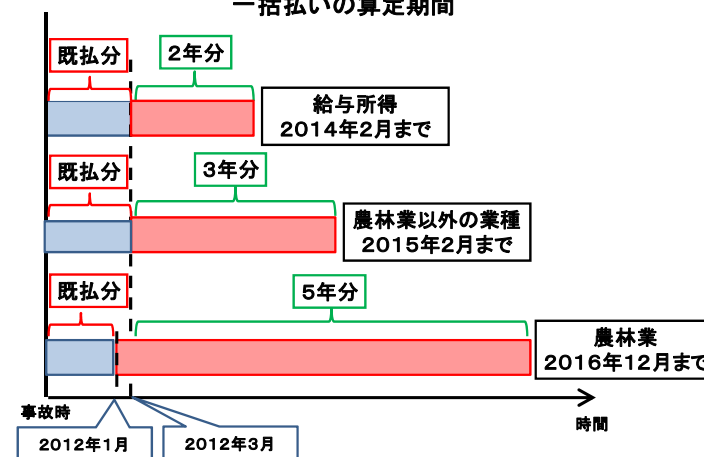 一括払いの算定期間
既払分
2年分
給与所得
2014年2月まで
既払分
3年分
農林業以外の業種
2015年2月まで
既払分
5年分
農林業
2016年12月まで
事故時
時間
2012年1月
2012年3月